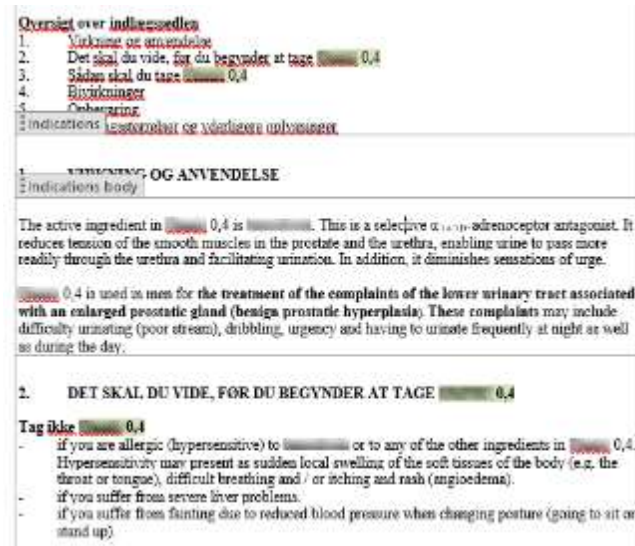 Oversigt over indlægssedlen
1. Virkning og anvendelse
2. Det skal du vide, før du begynder at tage 0,4
3. Sådan skal du tage 0,4
4. Bivirkninger
5. Opbevaring
Indications og yderligere oplysninger
1. VIRKNING OG ANVENDELSE
Indications body
The active ingredient in 0,4 is . This is a selective α -adrenoceptor antagonist. It
reduces tension of the smooth muscles in the prostate and the urethra, enabling urine to pass more
readily through the urethra and facilitating urination. In addition, it diminishes sensations of urge.
0,4 is used in men for the treatment of the complaints of the lower urinary tract associated
with an enlarged prostatic gland (benign prostatic hyperplasia). These complaints may include
difficulty urinating (poor stream), dribbling, urgency and having to urinate frequently at night as well
as during the day.
2. DET SKAL DU VIDE, FØR DU BEGYNDER AT TAGE 0,4
Tag ikke 0,4
- if you are allergic (hypersensitive) to or to any of the other ingredients in 0,4.
Hypersensitivity may present as sudden local swelling of the soft tissues of the body (e.g. the
throat or tongue), difficult breathing and / or itching and rash (angioedema).
- if you suffer from severe liver problems.
- if you suffer from fainting due to reduced blood pressure when changing posture (going to sit or
stand up)